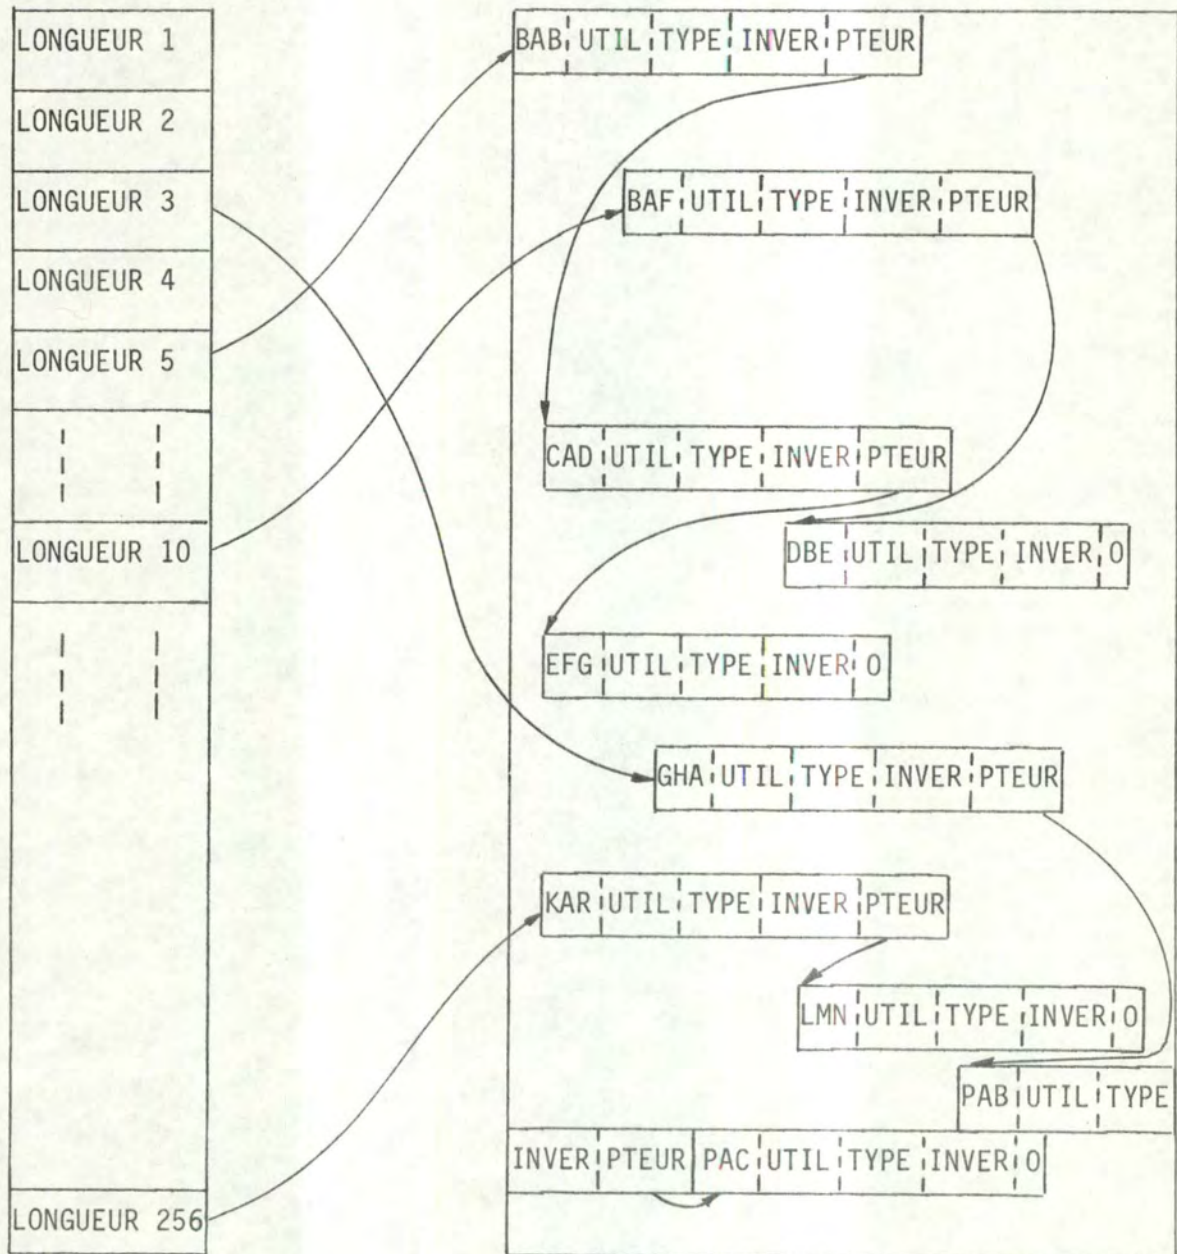 LONGUEUR 1
LONGUEUR 2
LONGUEUR 3
LONGUEUR 4
LONGUEUR 5
LONGUEUR 10
LONGUEUR 256
BAB UTIL TYPE INVER PTEUR
BAF UTIL TYPE INVER PTEUR
CAD UTIL TYPE INVER PTEUR
DBE UTIL TYPE INVER 0
EFG UTIL TYPE INVER 0
GHA UTIL TYPE INVER PTEUR
KAR UTIL TYPE INVER PTEUR
LMN UTIL TYPE INVER 0
PAB UTIL TYPE
INVER PTEUR PAC UTIL TYPE INVER 0